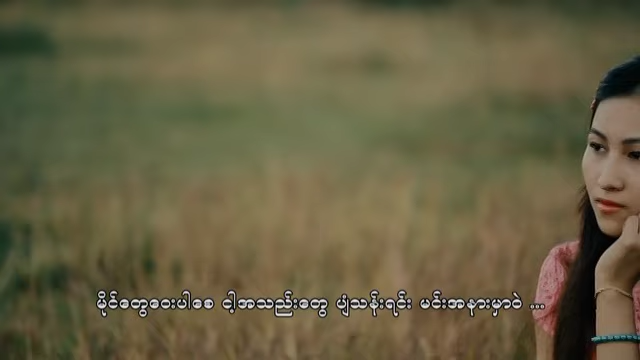 မိုင်တွေဝေးပါစေ ငါ့အသည်းတွေ ပျံသန်းရင်း မင်းအနားမှာဝဲ ...